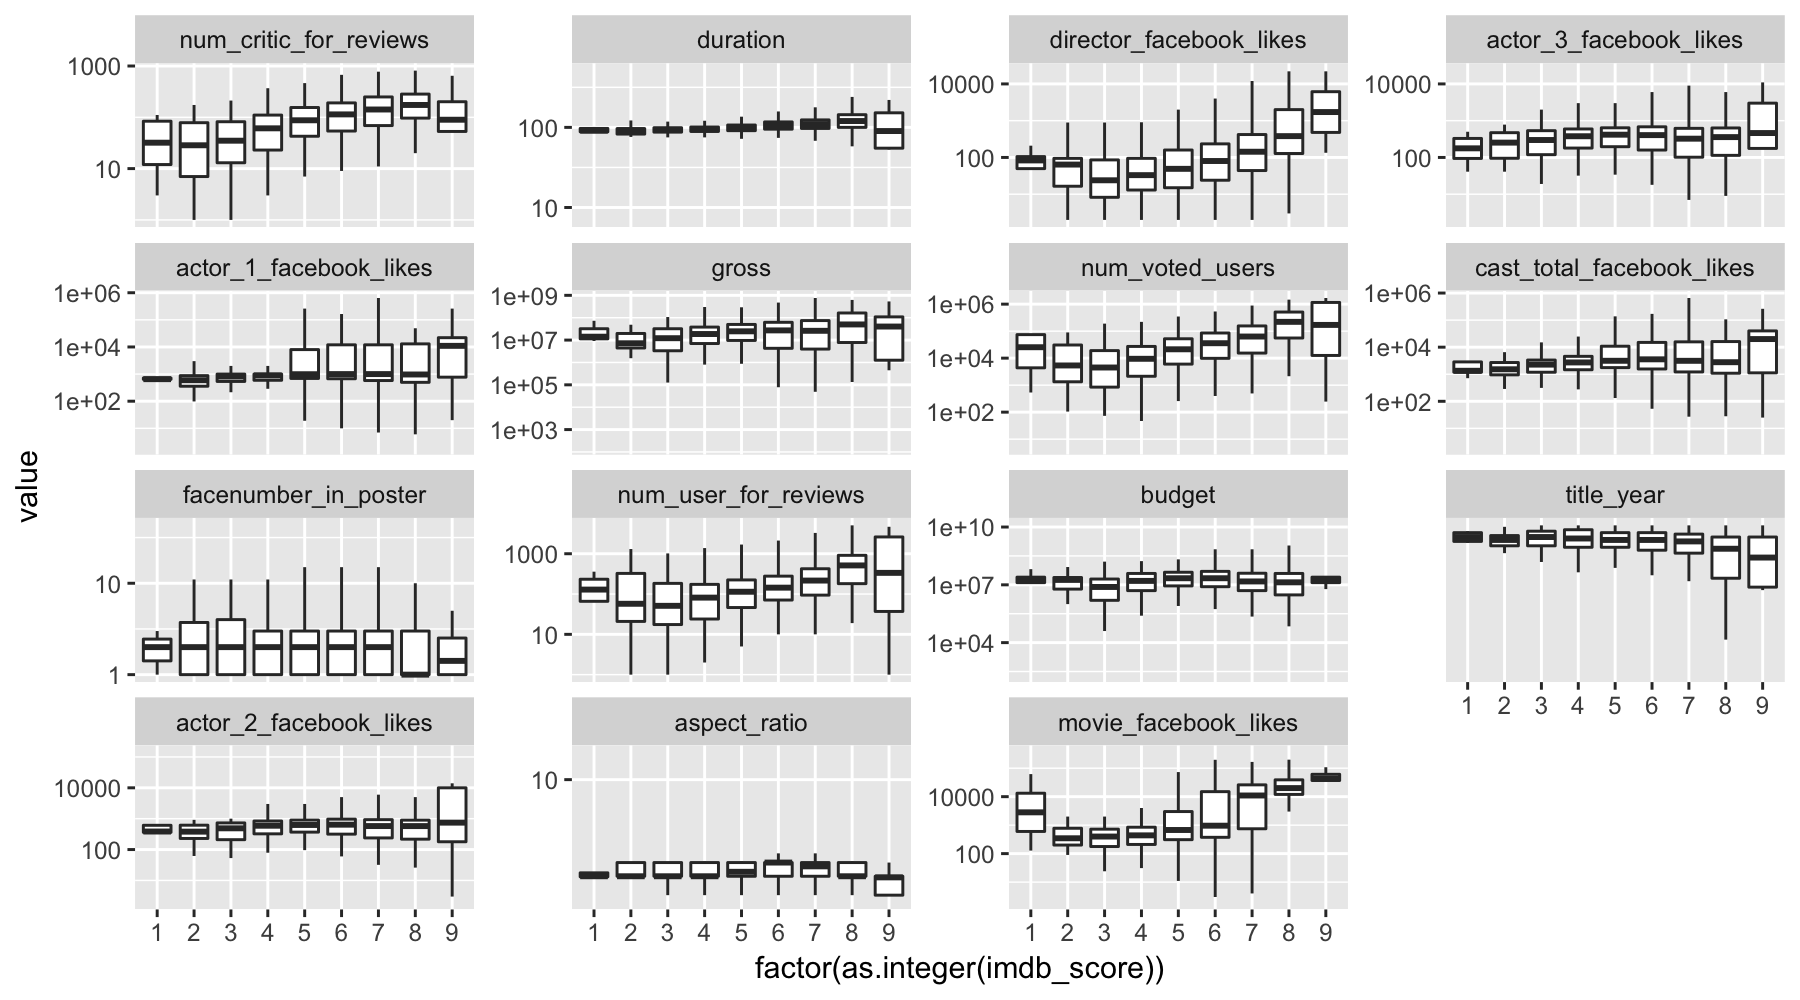 num_critic_for_reviews
duration
director_facebook_likes
actor_3_facebook_likes
1000
10
100
10
10000
100
10000
100
actor_1_facebook_likes
gross
num_voted_users
cast_total_facebook_likes
1e+06
1e+04
1e+02
1e+09
1e+07
1e+05
1e+03
1e+06
1e+04
1e+02
1e+06
1e+04
1e+02
value
facenumber_in_poster
num_user_for_reviews
budget
title_year
10
1
1000
10
1e+10
1e+07
1e+04
1 2 3 4 5 6 7 8 9
actor_2_facebook_likes
aspect_ratio
movie_facebook_likes
10000
100
10
10000
100
1 2 3 4 5 6 7 8 9
1 2 3 4 5 6 7 8 9
1 2 3 4 5 6 7 8 9
factor(as.integer(imdb_score))